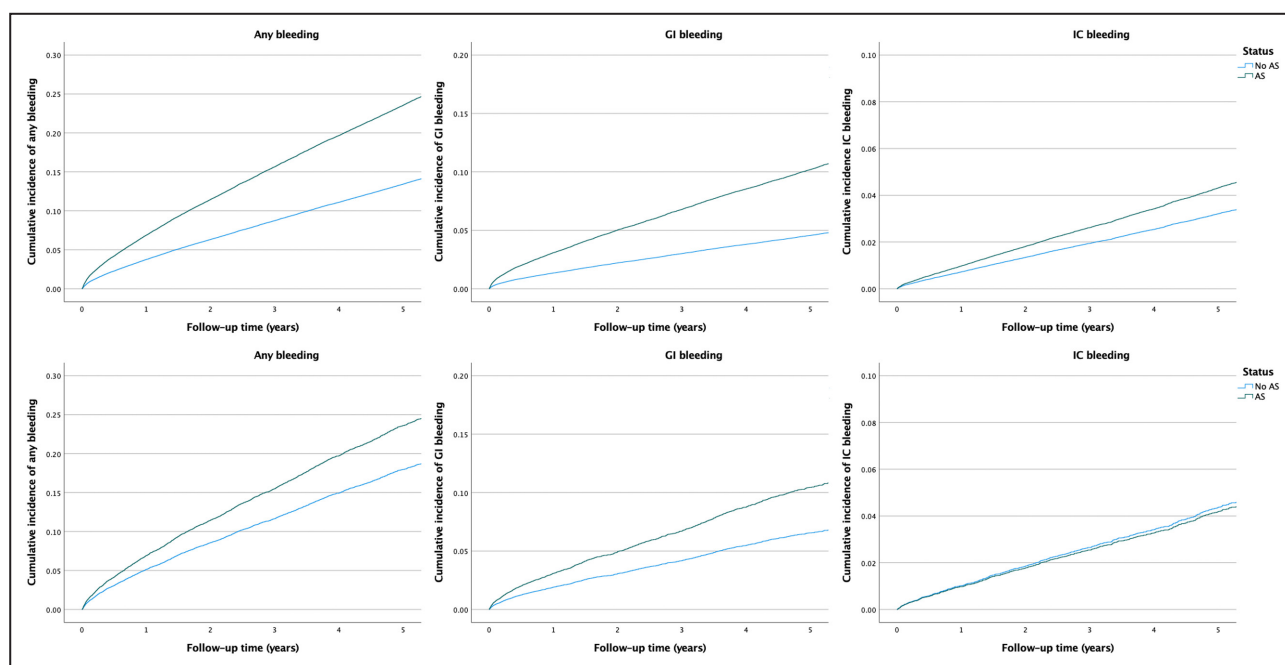 Any bleeding
GI bleeding
IC bleeding
Status
No AS
AS
Cumulative incidence of any bleeding
0.30
0.25
0.20
0.15
0.10
0.05
0.00
0 1 2 3 4 5
Follow-up time (years)
Cumulative incidence of GI bleeding
0.20
0.15
0.10
0.05
0.00
0 1 2 3 4 5
Follow-up time (years)
Cumulative incidence IC bleeding
0.10
0.08
0.06
0.04
0.02
0.00
0 1 2 3 4 5
Follow-up time (years)
Any bleeding
GI bleeding
IC bleeding
Status
No AS
AS
Cumulative incidence of any bleeding
0.30
0.25
0.20
0.15
0.10
0.05
0.00
0 1 2 3 4 5
Follow-up time (years)
Cumulative incidence of GI bleeding
0.20
0.15
0.10
0.05
0.00
0 1 2 3 4 5
Follow-up time (years)
Cumulative incidence of IC bleeding
0.10
0.08
0.06
0.04
0.02
0.00
0 1 2 3 4 5
Follow-up time (years)